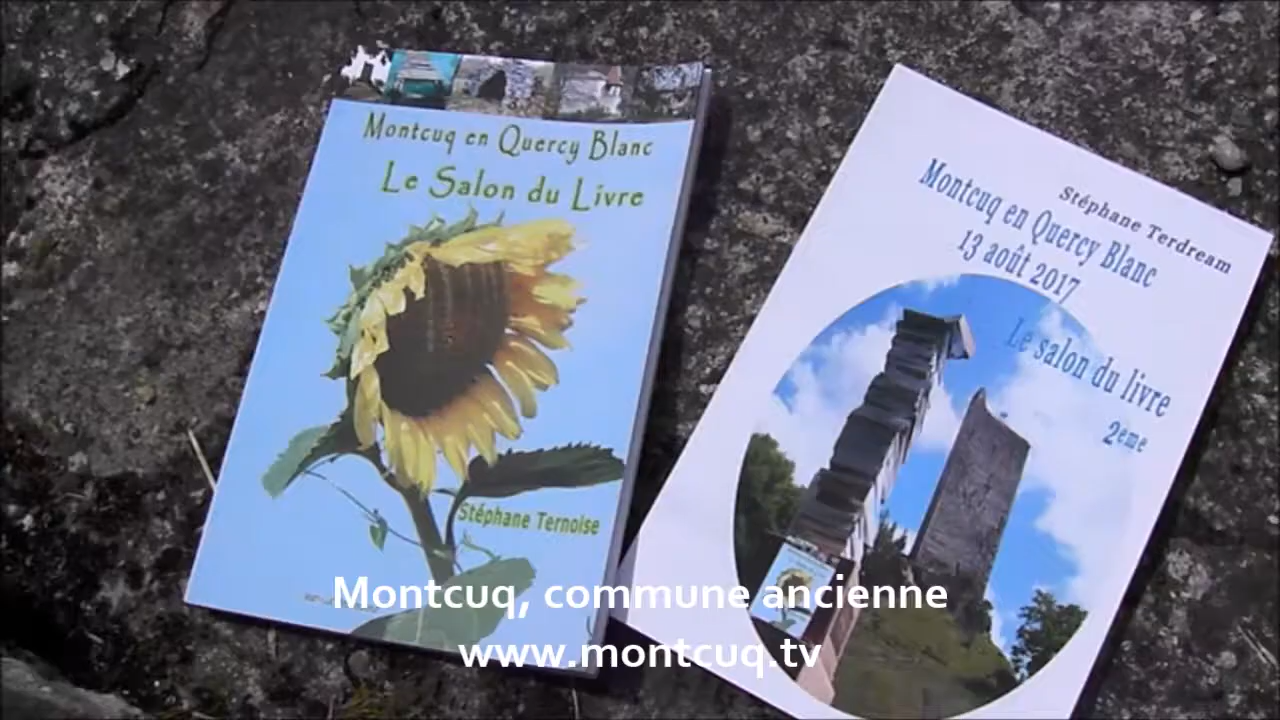 Montcuq en Quercy Blanc
Le Salon du Livre
Stéphane Ternoise
Stéphane Terdream
Montcuq en Quercy Blanc
13 août 2017
Le salon du livre
2eme
Montcuq, commune ancienne
www.montcuq.tv